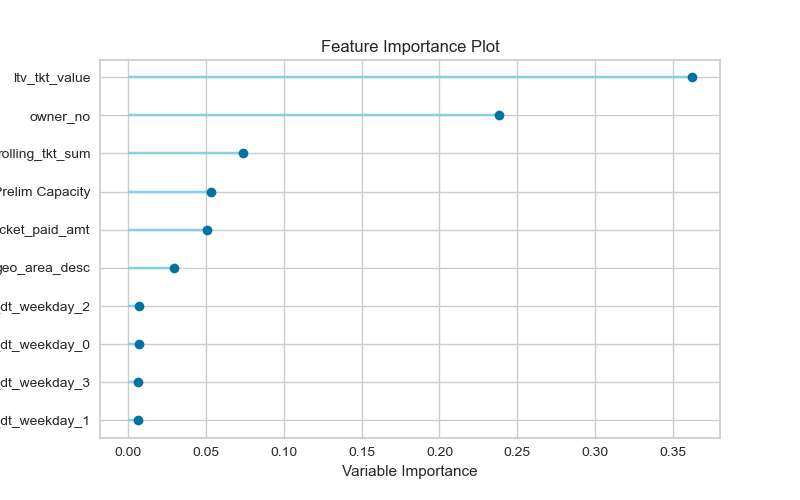 Feature Importance Plot
ltv_tkt_value
owner_no
rolling_tkt_sum
Prelim Capacity
cket_paid_amt
geo_area_desc
dt_weekday_2
dt_weekday_0
dt_weekday_3
dt_weekday_1
0.00 0.05 0.10 0.15 0.20 0.25 0.30 0.35
Variable Importance